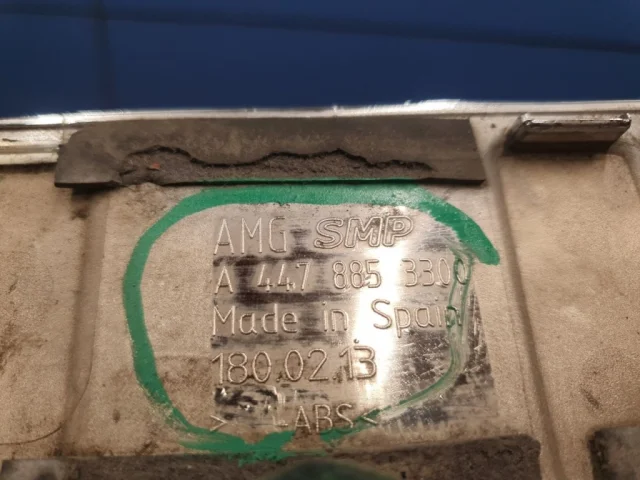 AMG SMP
A 447 885 3300
Made in Spain
180.02.13
> ABS<